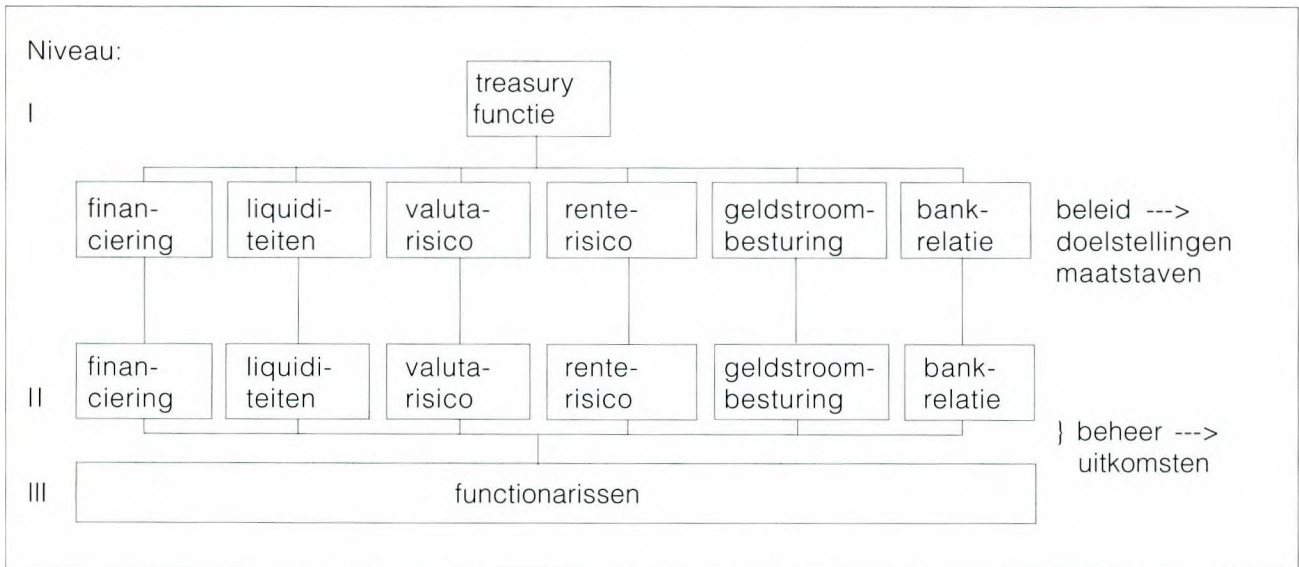 Niveau:
I
treasury
functie
finan-
ciering
liquidi-
teiten
valuta-
risico
rente-
risico
geldstroom-
besturing
bank-
relatie
beleid --->
doelstellingen
maatstaven
II
finan-
ciering
liquidi-
teiten
valuta-
risico
rente-
risico
geldstroom-
besturing
bank-
relatie
} beheer --->
uitkomsten
III
functionarissen